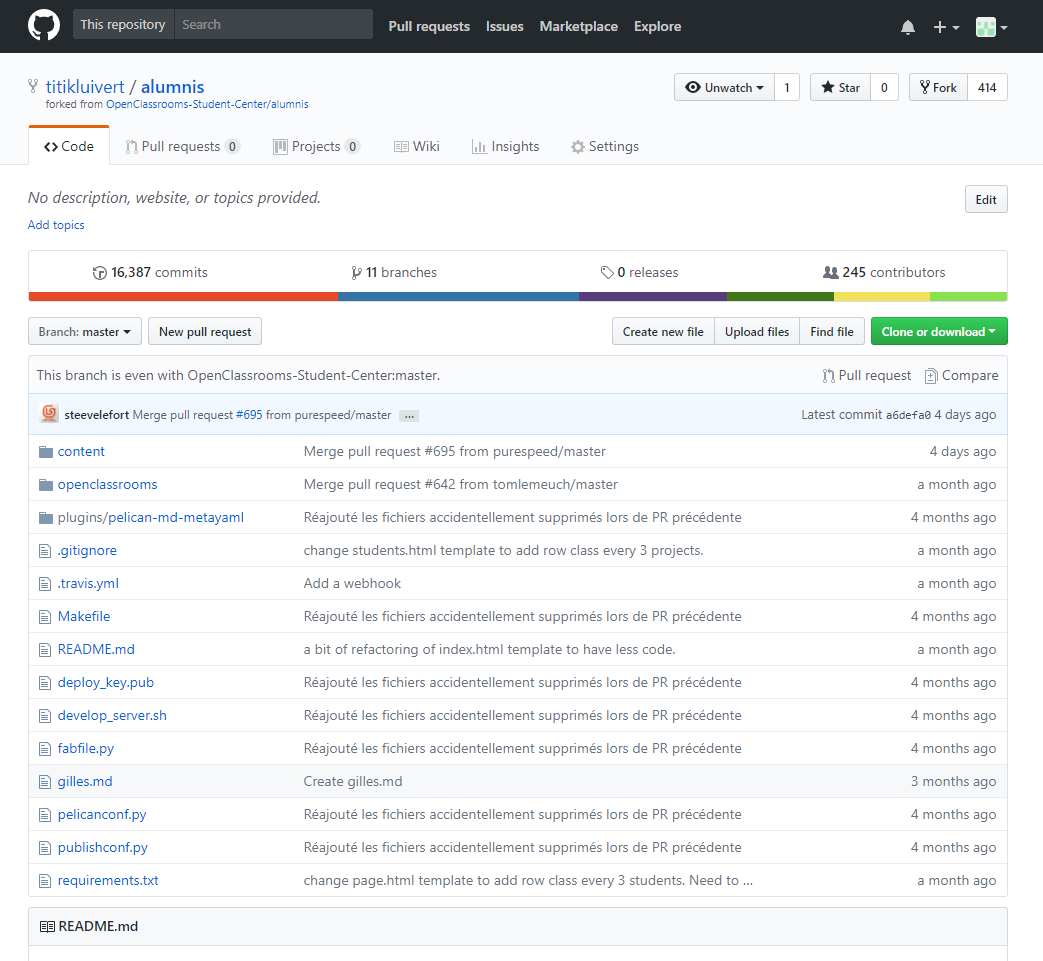 This repository Search Pull requests Issues Marketplace Explore
titikluivert / alumnis Unwatch 1 Star 0 Fork 414
forked from OpenClassrooms-Student-Center/alumnis
Code Pull requests 0 Projects 0 Wiki Insights Settings
No description, website, or topics provided. Edit
Add topics
16,387 commits 11 branches 0 releases 245 contributors
Branch: master New pull request Create new file Upload files Find file Clone or download
This branch is even with OpenClassrooms-Student-Center:master. Pull request Compare
steevelefort Merge pull request #695 from purespeed/master … Latest commit a6defa0 4 days ago
content Merge pull request #695 from purespeed/master 4 days ago
openclassrooms Merge pull request #642 from tomlemeuch/master a month ago
plugins/pelican-md-metayaml Réajouté les fichiers accidentellement supprimés lors de PR précédente 4 months ago
.gitignore change students.html template to add row class every 3 projects. a month ago
.travis.yml Add a webhook a month ago
Makefile Réajouté les fichiers accidentellement supprimés lors de PR précédente 4 months ago
README.md a bit of refactoring of index.html template to have less code. a month ago
deploy_key.pub Réajouté les fichiers accidentellement supprimés lors de PR précédente 4 months ago
develop_server.sh Réajouté les fichiers accidentellement supprimés lors de PR précédente 4 months ago
fabfile.py Réajouté les fichiers accidentellement supprimés lors de PR précédente 4 months ago
gilles.md Create gilles.md 3 months ago
pelicanconf.py Réajouté les fichiers accidentellement supprimés lors de PR précédente 4 months ago
publishconf.py Réajouté les fichiers accidentellement supprimés lors de PR précédente 4 months ago
requirements.txt change page.html template to add row class every 3 students. Need to ... a month ago
README.md